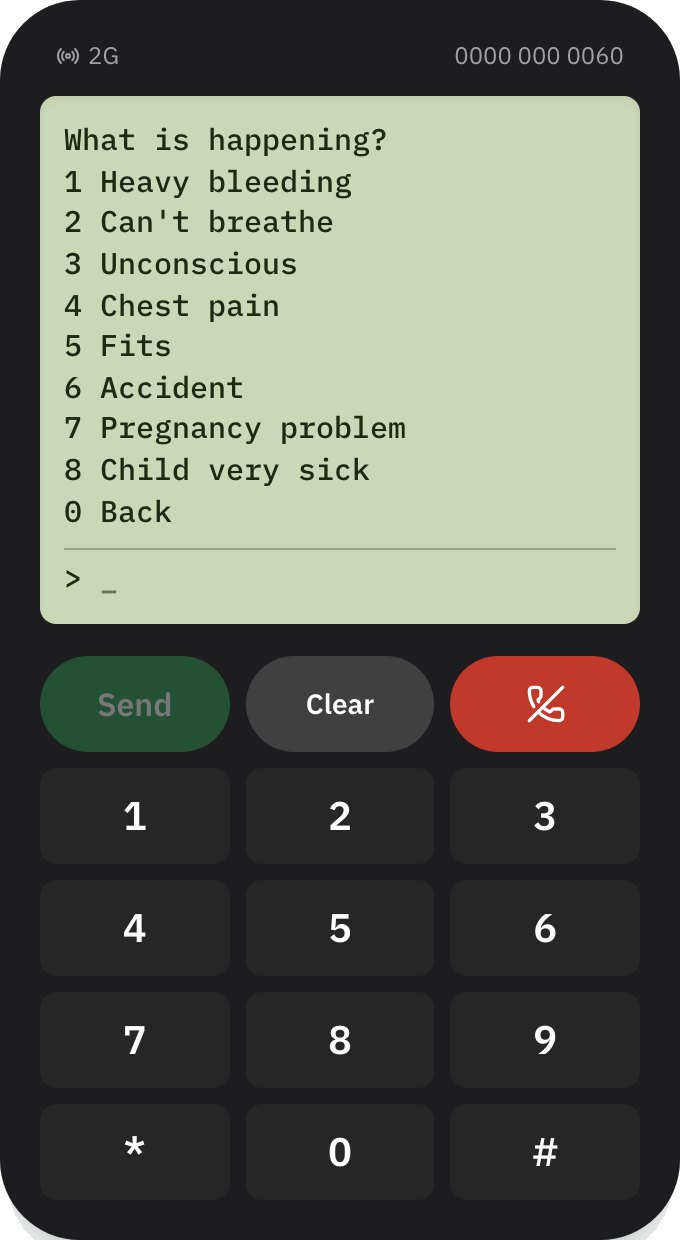 2G 0000 000 0060
What is happening?
1 Heavy bleeding
2 Can't breathe
3 Unconscious
4 Chest pain
5 Fits
6 Accident
7 Pregnancy problem
8 Child very sick
0 Back
> _
Send Clear
1 2 3
4 5 6
7 8 9
* 0 #